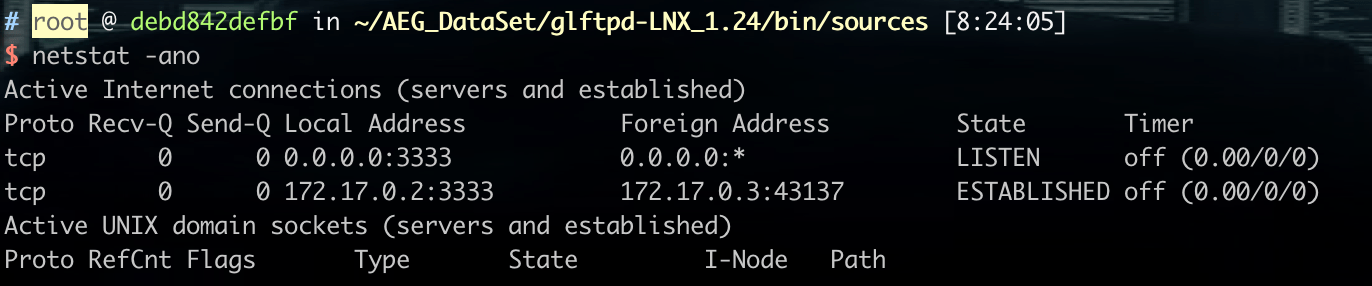 # root @ debd842defbf in ~/AEG_DataSet/glftpd-LNX_1.24/bin/sources [8:24:05]
$ netstat -ano
Active Internet connections (servers and established)
Proto Recv-Q Send-Q Local Address           Foreign Address         State       Timer
tcp        0      0 0.0.0.0:3333            0.0.0.0:*               LISTEN      off (0.00/0/0)
tcp        0      0 172.17.0.2:3333         172.17.0.3:43137        ESTABLISHED off (0.00/0/0)
Active UNIX domain sockets (servers and established)
Proto RefCnt Flags       Type       State         I-Node   Path